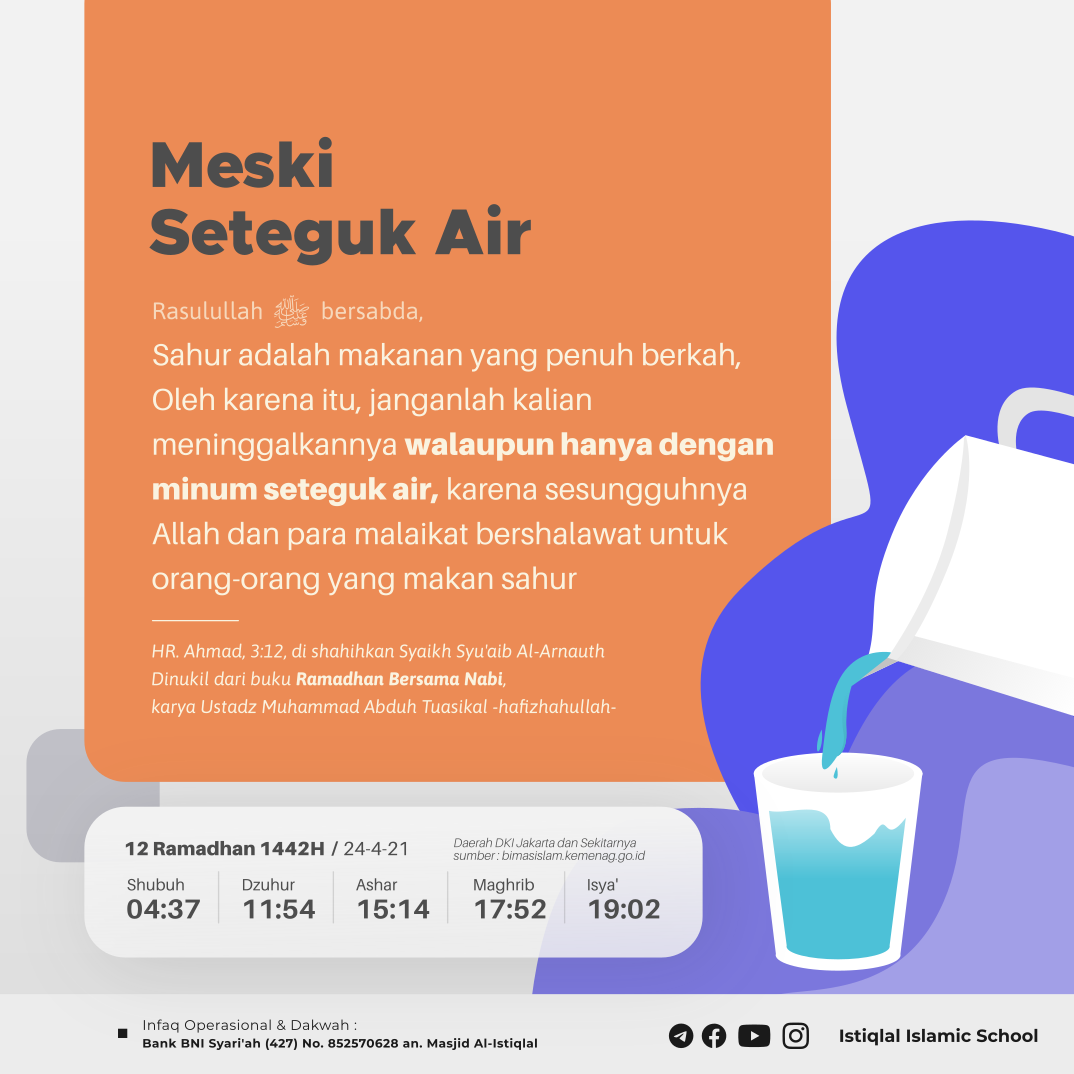 Meski
Seteguk Air
Rasulullah ﷺ bersabda,
Sahur adalah makanan yang penuh berkah,
Oleh karena itu, janganlah kalian
meninggalkannya walaupun hanya dengan
minum seteguk air, karena sesungguhnya
Allah dan para malaikat bershalawat untuk
orang-orang yang makan sahur
HR. Ahmad, 3:12, di shahihkan Syaikh Syu'aib Al-Arnauth
Dinukil dari buku Ramadhan Bersama Nabi,
karya Ustadz Muhammad Abduh Tuasikal -hafizhahullah-
12 Ramadhan 1442H / 24-4-21
Daerah DKI Jakarta dan Sekitarnya
sumber : bimasislam.kemenag.go.id
Shubuh Dzuhur Ashar Maghrib Isya'
04:37 11:54 15:14 17:52 19:02
Infaq Operasional & Dakwah :
Bank BNI Syari'ah (427) No. 852570628 an. Masjid Al-Istiqlal
Istiqlal Islamic School